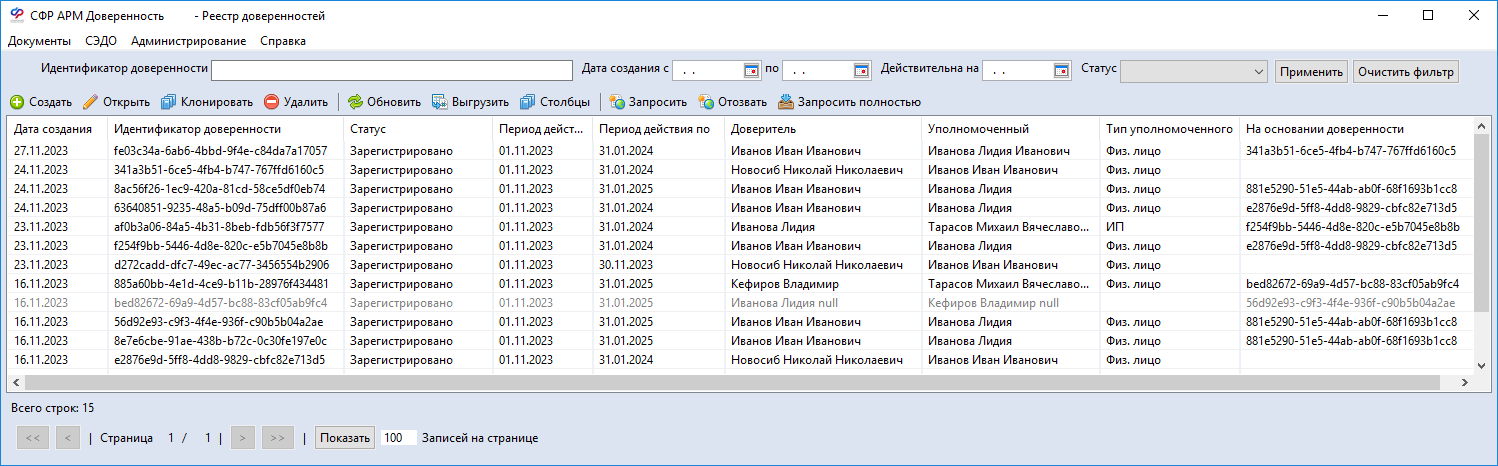 СФР АРМ Доверенность - Реестр доверенностей
Документы СЭДО Администрирование Справка
Идентификатор доверенности Дата создания с . . по . . Действительна на . . Статус Применить Очистить фильтр
Создать Открыть Клонировать Удалить Обновить Выгрузить Столбцы Запросить Отозвать Запросить полностью
Дата создания Идентификатор доверенности Статус Период дейст... Период действия по Доверитель Уполномоченный Тип уполномоченного На основании доверенности
27.11.2023 fe03c34a-6ab6-4bbd-9f4e-c84da7a17057 Зарегистрировано 01.11.2023 31.01.2024 Иванов Иван Иванович Иванова Лидия Иванович Физ. лицо 341a3b51-6ce5-4fb4-b747-767ffd6160c5
24.11.2023 341a3b51-6ce5-4fb4-b747-767ffd6160c5 Зарегистрировано 01.11.2023 31.01.2024 Новосиб Николай Николаевич Иванов Иван Иванович Физ. лицо
24.11.2023 8ac56f26-1ec9-420a-81cd-58ce5df0eb74 Зарегистрировано 01.11.2023 31.01.2025 Иванов Иван Иванович Иванова Лидия Физ. лицо 881e5290-51e5-44ab-ab0f-68f1693b1cc8
24.11.2023 63640851-9235-48a5-b09d-75dff00b87a6 Зарегистрировано 01.11.2023 31.01.2024 Иванов Иван Иванович Иванова Лидия Физ. лицо e2876e9d-5ff8-4dd8-9829-cbfc82e713d5
23.11.2023 af0b3a06-84a5-4b31-8beb-fdb56f3f7577 Зарегистрировано 01.11.2023 31.01.2024 Иванова Лидия Тарасов Михаил Вячеславо... ИП f254f9bb-5446-4d8e-820c-e5b7045e8b8b
23.11.2023 f254f9bb-5446-4d8e-820c-e5b7045e8b8b Зарегистрировано 01.11.2023 31.01.2024 Иванов Иван Иванович Иванова Лидия Физ. лицо e2876e9d-5ff8-4dd8-9829-cbfc82e713d5
23.11.2023 d272cadd-dfc7-49ec-ac77-3456554b2906 Зарегистрировано 01.11.2023 30.11.2023 Новосиб Николай Николаевич Иванов Иван Иванович Физ. лицо
16.11.2023 885a60bb-4e1d-4ce9-b11b-28976f434481 Зарегистрировано 01.11.2023 31.01.2025 Кефиров Владимир Тарасов Михаил Вячеславо... Физ. лицо bed82672-69a9-4d57-bc88-83cf05ab9fc4
16.11.2023 bed82672-69a9-4d57-bc88-83cf05ab9fc4 Зарегистрировано 01.11.2023 31.01.2025 Иванова Лидия null Кефиров Владимир null 56d92e93-c9f3-4f4e-936f-c90b5b04a2ae
16.11.2023 56d92e93-c9f3-4f4e-936f-c90b5b04a2ae Зарегистрировано 01.11.2023 31.01.2025 Иванов Иван Иванович Иванова Лидия Физ. лицо 881e5290-51e5-44ab-ab0f-68f1693b1cc8
16.11.2023 8e7e6cbe-91ae-438b-b72c-0c30fe197e0c Зарегистрировано 01.11.2023 31.01.2025 Иванов Иван Иванович Иванова Лидия Физ. лицо 881e5290-51e5-44ab-ab0f-68f1693b1cc8
16.11.2023 e2876e9d-5ff8-4dd8-9829-cbfc82e713d5 Зарегистрировано 01.11.2023 31.01.2024 Новосиб Николай Николаевич Иванов Иван Иванович Физ. лицо
Всего строк: 15
<< < | Страница 1 / 1 | > >> | Показать 100 Записей на странице